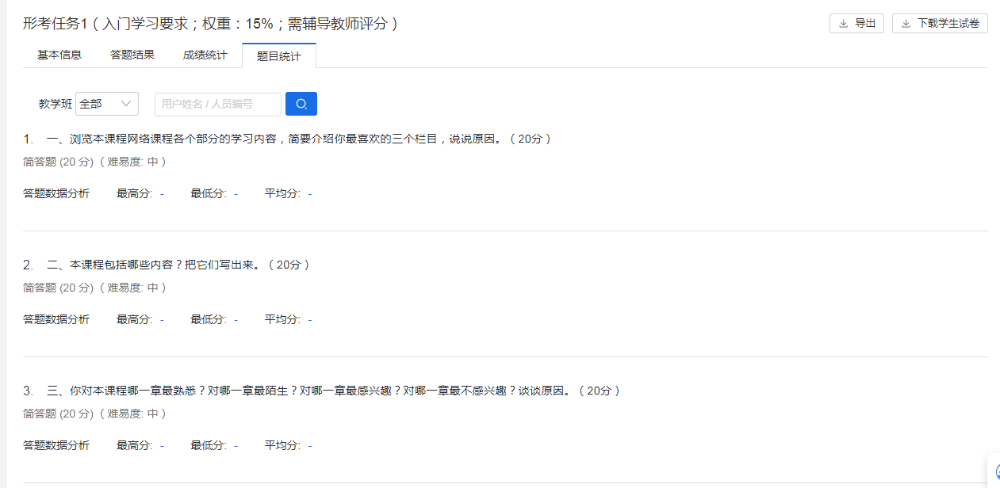 形考任务1（入门学习要求；权重：15%；需辅导教师评分） 导出 下载学生试卷
基本信息 答题结果 成绩统计 题目统计
教学班 全部 用户姓名 / 人员编号
1. 一、浏览本课程网络课程各个部分的学习内容，简要介绍你最喜欢的三个栏目，说说原因。（20分）
简答题 (20 分)（难易度: 中）
答题数据分析 最高分: - 最低分: - 平均分: -
2. 二、本课程包括哪些内容？把它们写出来。（20分）
简答题 (20 分)（难易度: 中）
答题数据分析 最高分: - 最低分: - 平均分: -
3. 三、你对本课程哪一章最熟悉？对哪一章最陌生？对哪一章最感兴趣？对哪一章最不感兴趣？谈谈原因。（20分）
简答题 (20 分)（难易度: 中）
答题数据分析 最高分: - 最低分: - 平均分: -